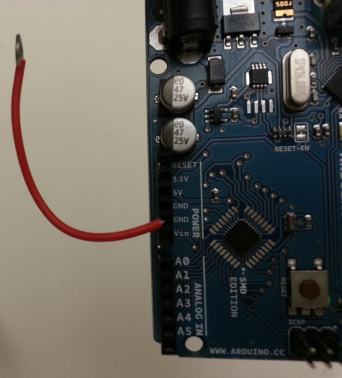 47
25V
47
25V
RESET-EN
RESET
3.3V
5V
GND
GND
Vin
POWER
A0
A1
A2
A3
A4
A5
ANALOG IN
SMD
EDITION
RESET
ICSP
WWW.ARDUINO.CC